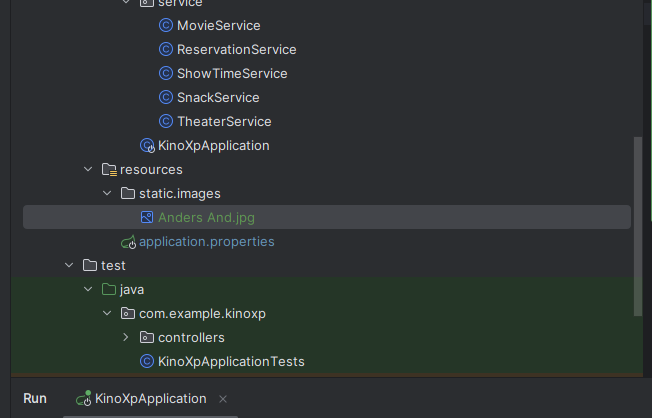 service
MovieService
ReservationService
ShowTimeService
SnackService
TheaterService
KinoXpApplication
resources
static.images
Anders And.jpg
application.properties
test
java
com.example.kinoxp
controllers
KinoXpApplicationTests
Run KinoXpApplication